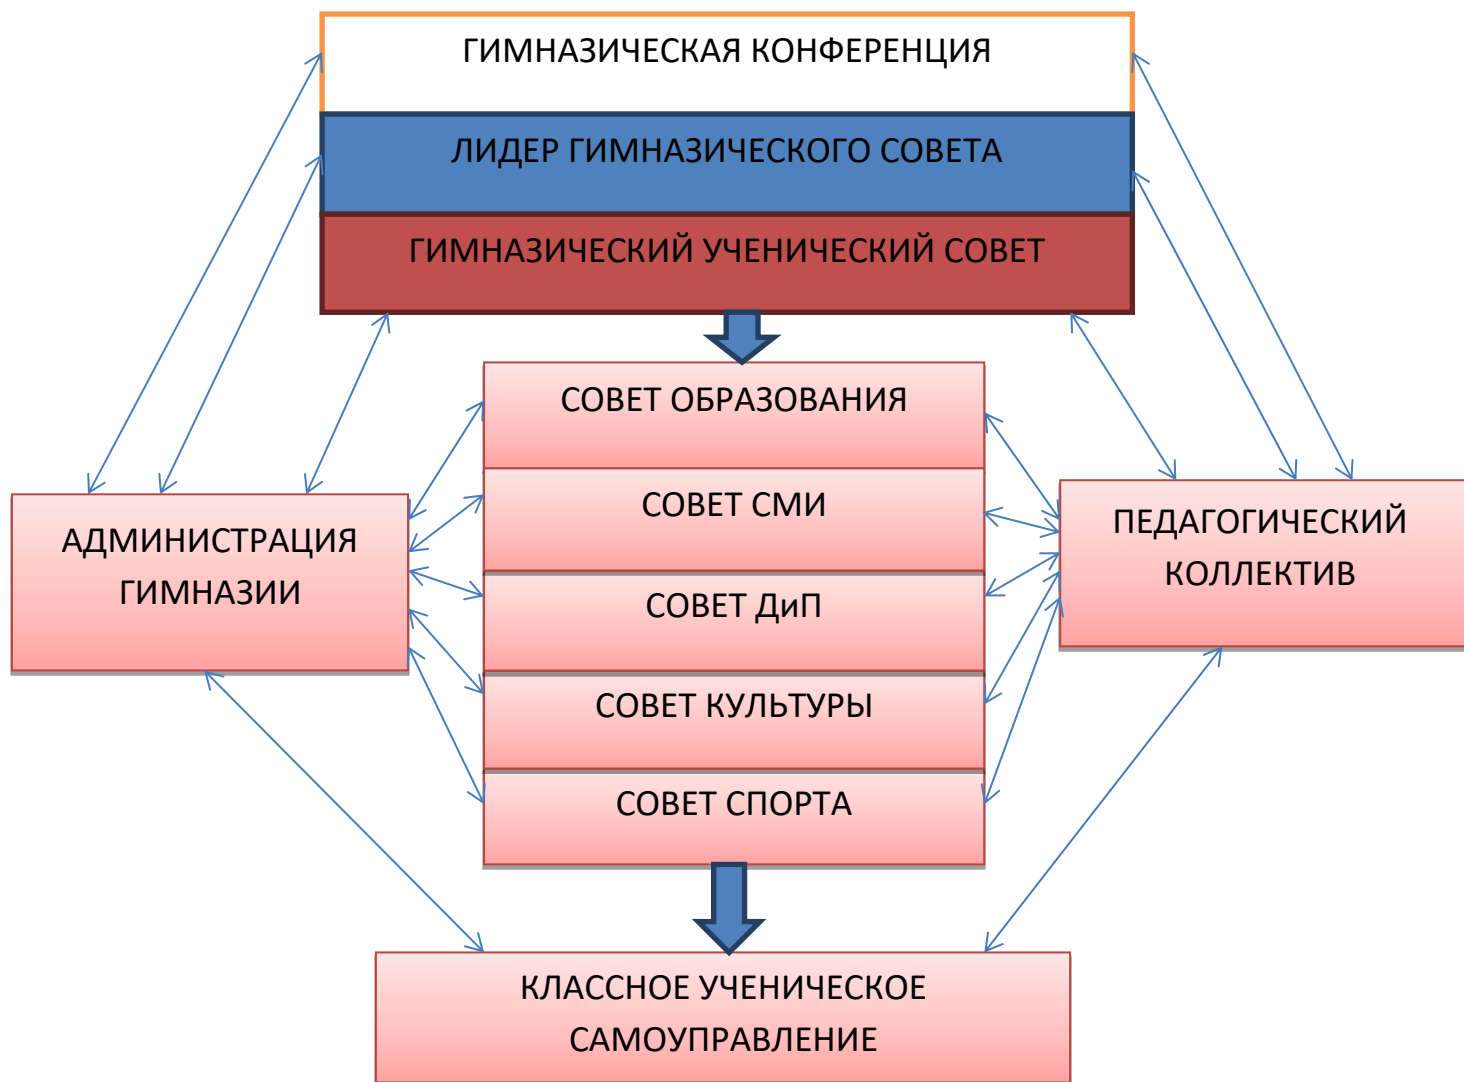 ГИМНАЗИЧЕСКАЯ КОНФЕРЕНЦИЯ
ЛИДЕР ГИМНАЗИЧЕСКОГО СОВЕТА
ГИМНАЗИЧЕСКИЙ УЧЕНИЧЕСКИЙ СОВЕТ
СОВЕТ ОБРАЗОВАНИЯ
СОВЕТ СМИ
СОВЕТ ДиП
СОВЕТ КУЛЬТУРЫ
СОВЕТ СПОРТА
АДМИНИСТРАЦИЯ
ГИМНАЗИИ
ПЕДАГОГИЧЕСКИЙ
КОЛЛЕКТИВ
КЛАССНОЕ УЧЕНИЧЕСКОЕ
САМОУПРАВЛЕНИЕ